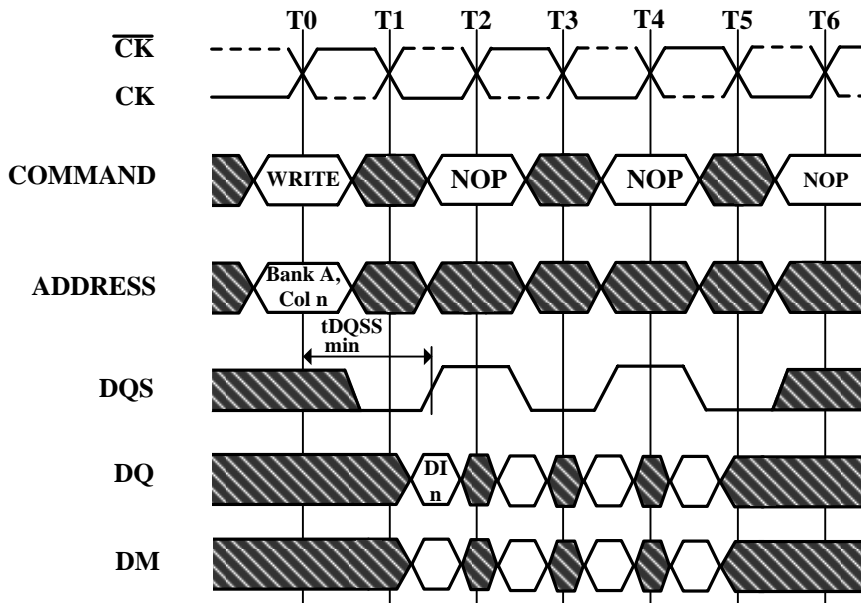 T0 T1 T2 T3 T4 T5 T6
CK
CK
COMMAND
WRITE NOP NOP NOP
ADDRESS
Bank A,
Col n
tDQSS
min
DQS
DQ
DI
n
DM